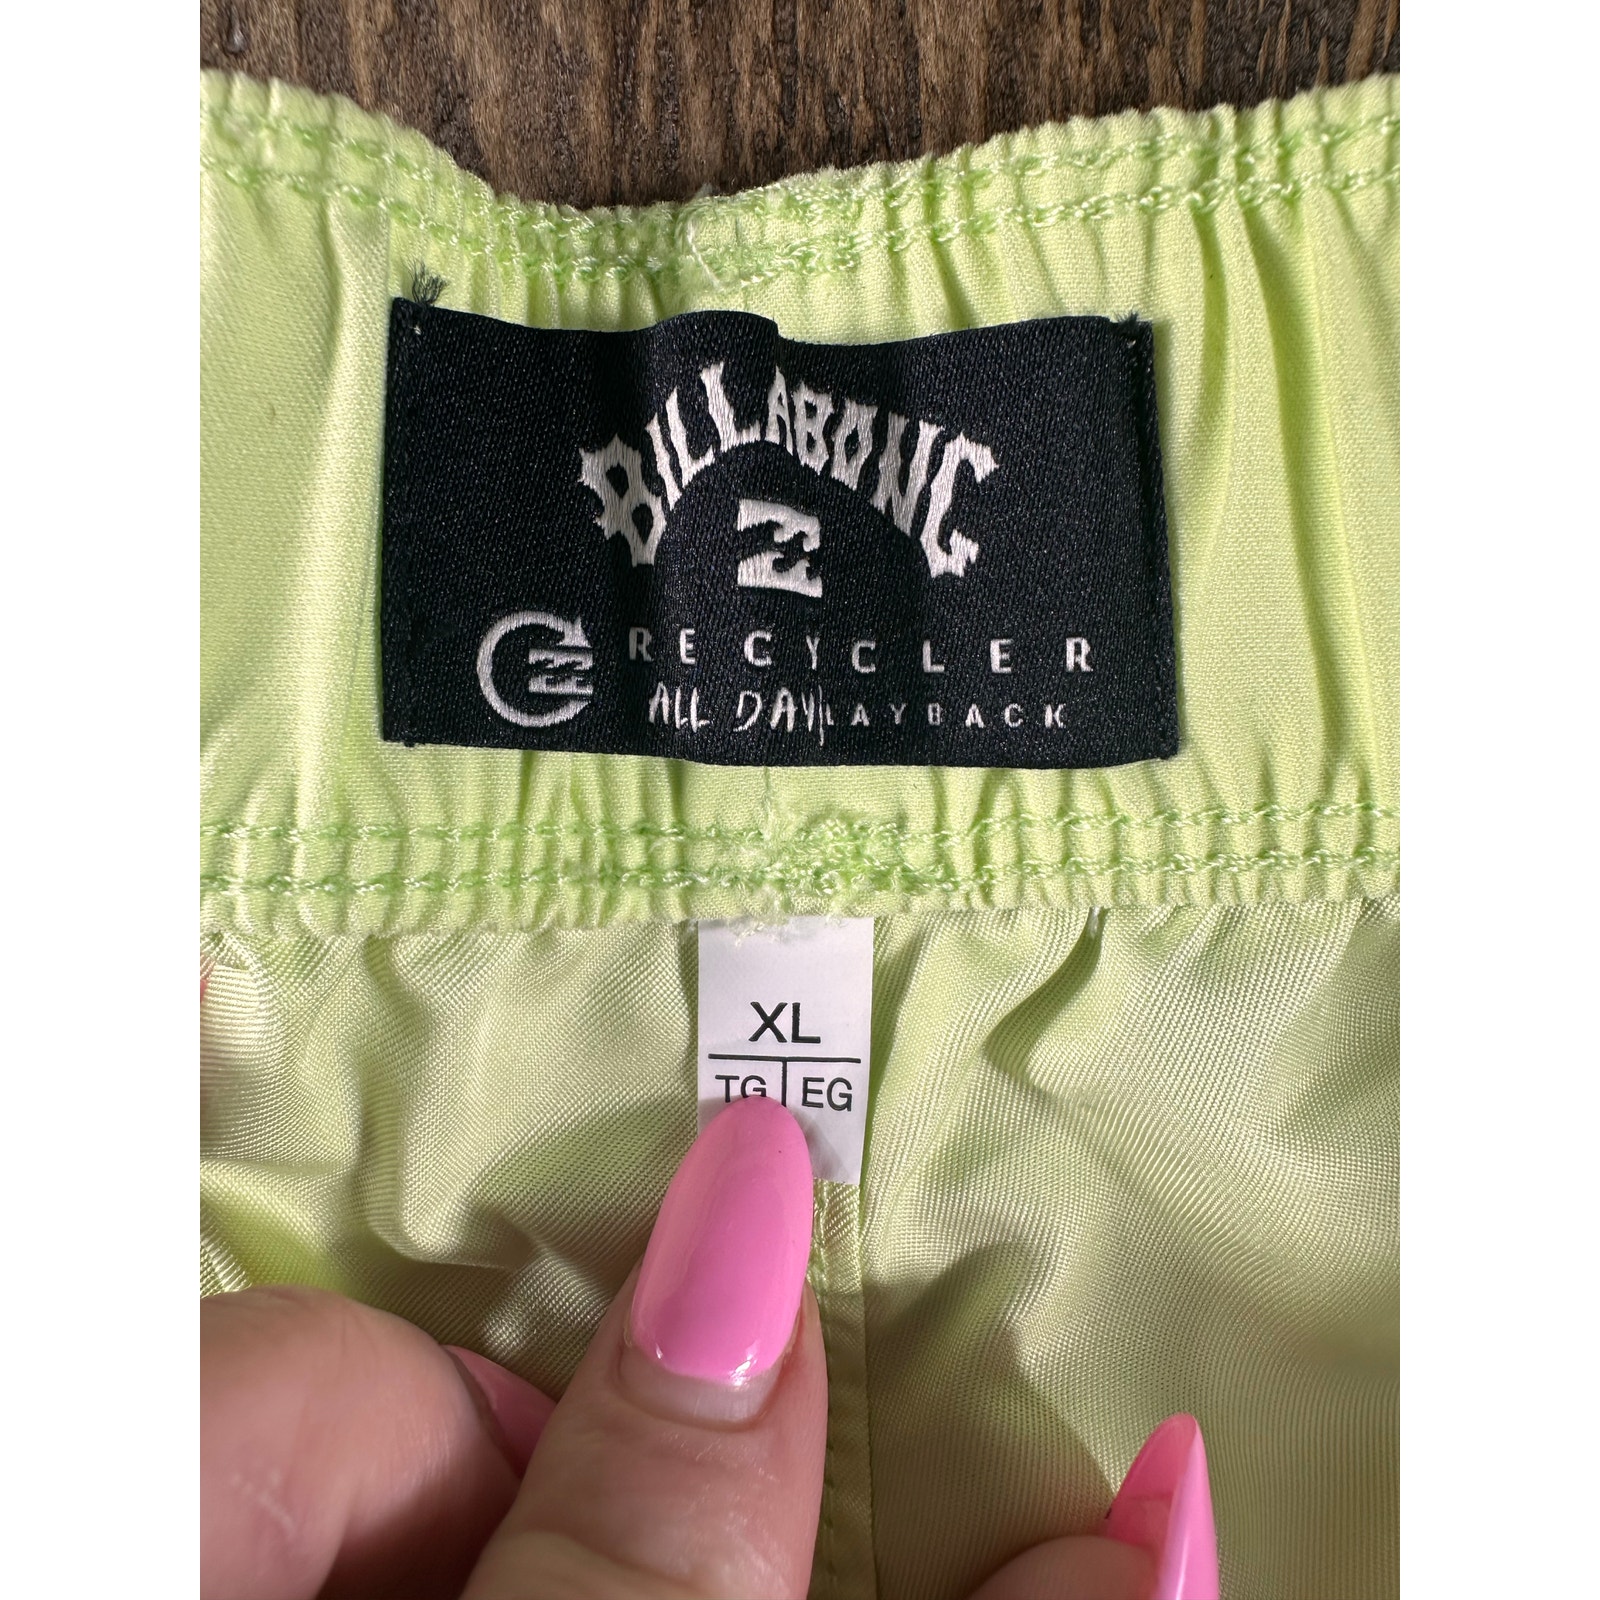 BILLABONG
RECYCLER
ALL DAY LAYBACK
XL
TG EG